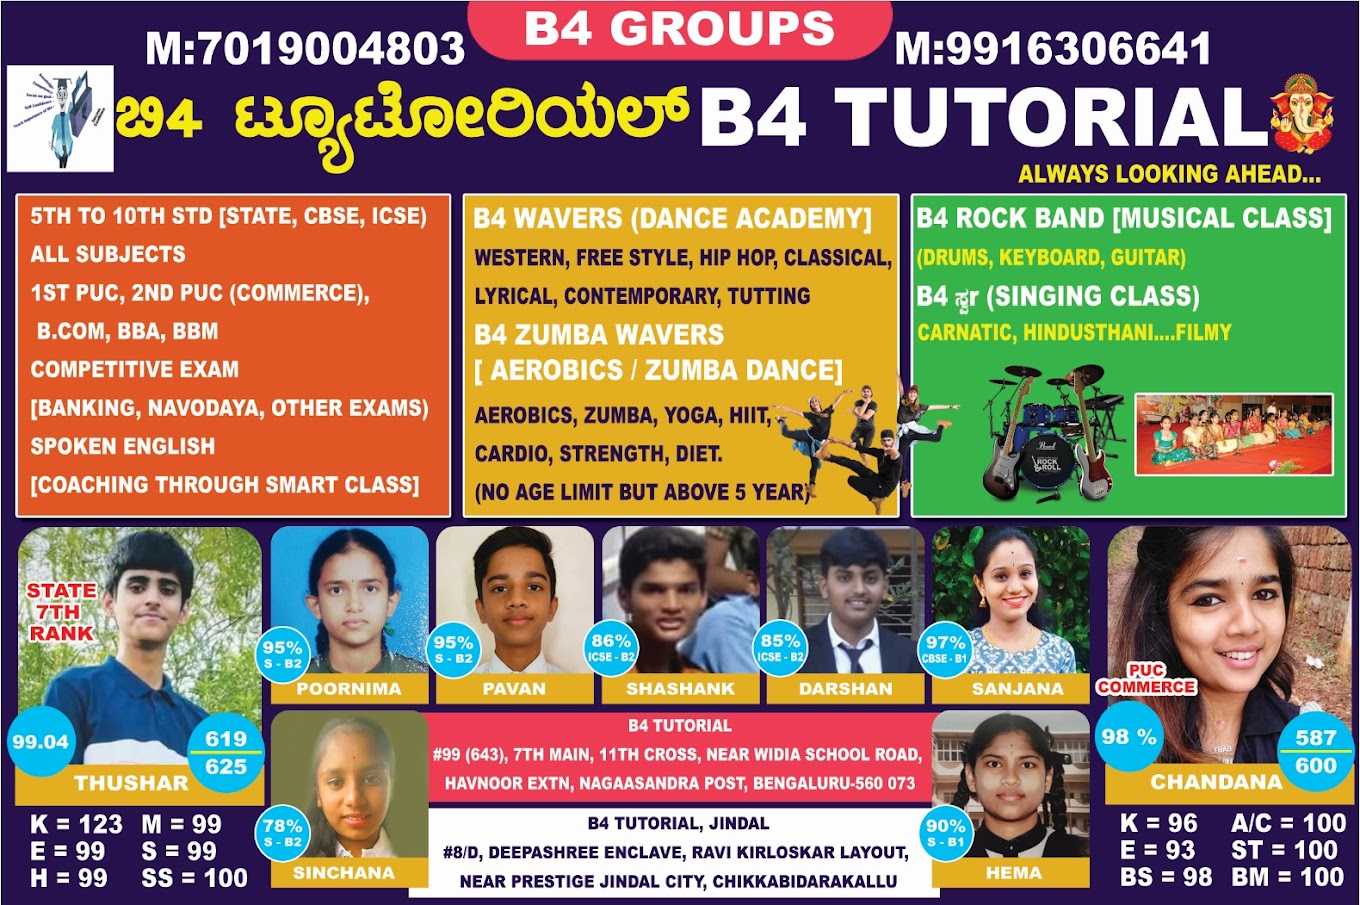 B4 GROUPS
M:7019004803
M:9916306641
ಬಿ4 ಟ್ಯೂಟೋರಿಯಲ್ B4 TUTORIAL
ALWAYS LOOKING AHEAD...
5TH TO 10TH STD [STATE, CBSE, ICSE)
ALL SUBJECTS
1ST PUC, 2ND PUC (COMMERCE),
B.COM, BBA, BBM
COMPETITIVE EXAM
[BANKING, NAVODAYA, OTHER EXAMS)
SPOKEN ENGLISH
[COACHING THROUGH SMART CLASS]
B4 WAVERS (DANCE ACADEMY]
WESTERN, FREE STYLE, HIP HOP, CLASSICAL,
LYRICAL, CONTEMPORARY, TUTTING
B4 ZUMBA WAVERS
[ AEROBICS / ZUMBA DANCE]
AEROBICS, ZUMBA, YOGA, HIIT,
CARDIO, STRENGTH, DIET.
(NO AGE LIMIT BUT ABOVE 5 YEAR)
B4 ROCK BAND [MUSICAL CLASS]
(DRUMS, KEYBOARD, GUITAR)
B4 ಸ್ವr (SINGING CLASS)
CARNATIC, HINDUSTHANI....FILMY
Pearl
ROCK
ROLL
STATE
7TH
RANK
99.04
619
625
THUSHAR
K = 123 M = 99
E = 99 S = 99
H = 99 SS = 100
95%
S - B2
POORNIMA
95%
S - B2
PAVAN
86%
ICSE - B2
SHASHANK
85%
ICSE - B2
DARSHAN
97%
CBSE - B1
SANJANA
78%
S - B2
SINCHANA
B4 TUTORIAL
#99 (643), 7TH MAIN, 11TH CROSS, NEAR WIDIA SCHOOL ROAD,
HAVNOOR EXTN, NAGAASANDRA POST, BENGALURU-560 073
B4 TUTORIAL, JINDAL
#8/D, DEEPASHREE ENCLAVE, RAVI KIRLOSKAR LAYOUT,
NEAR PRESTIGE JINDAL CITY, CHIKKABIDARAKALLU
90%
S - B1
HEMA
PUC
COMMERCE
98 %
587
600
CHANDANA
K = 96 A/C = 100
E = 93 ST = 100
BS = 98 BM = 100